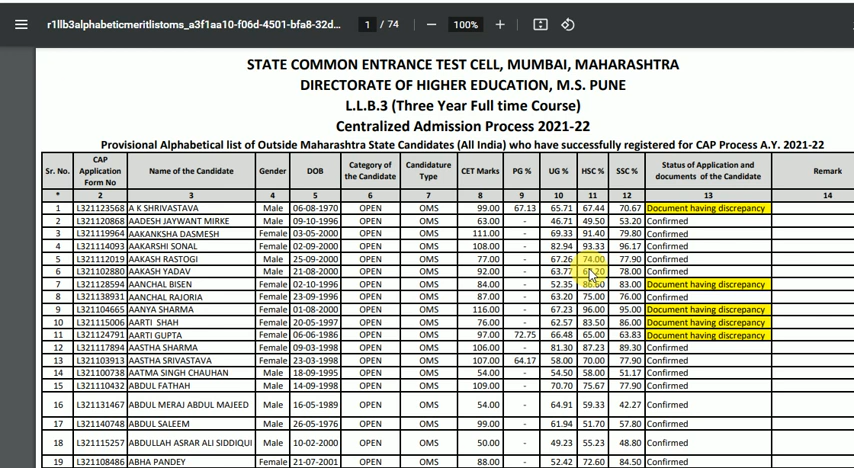 r1llb3alphabeticmeritlistoms_a3f1aa10-f06d-4501-bfa8-32d... 1 / 74 100%
STATE COMMON ENTRANCE TEST CELL, MUMBAI, MAHARASHTRA
DIRECTORATE OF HIGHER EDUCATION, M.S. PUNE
L.L.B.3 (Three Year Full time Course)
Centralized Admission Process 2021-22
Provisional Alphabetical list of Outside Maharashtra State Candidates (All India) who have successfully registered for CAP Process A.Y. 2021-22
Sr. No. CAP Application Form No Name of the Candidate Gender DOB Category of the Candidate Candidature Type CET Marks PG % UG % HSC % SSC % Status of Application and documents of the Candidate Remark
* 2 3 4 5 6 7 8 9 10 11 12 13 14
1 L321123568 A K SHRIVASTAVA Male 06-08-1970 OPEN OMS 99.00 67.13 65.71 67.44 70.67 Document having discrepancy
2 L321120868 AADESH JAYWANT MIRKE Male 09-10-1996 OPEN OMS 63.00 - 46.71 49.50 53.20 Confirmed
3 L321119964 AAKANKSHA DASMESH Female 03-05-2000 OPEN OMS 111.00 - 69.33 91.40 79.80 Confirmed
4 L321114093 AAKARSHI SONAL Female 02-09-2000 OPEN OMS 108.00 - 82.94 93.33 96.17 Confirmed
5 L321112019 AAKASH RASTOGI Male 25-09-2000 OPEN OMS 77.00 - 67.26 74.00 77.90 Confirmed
6 L321102880 AAKASH YADAV Male 21-08-2000 OPEN OMS 92.00 - 63.77 78.00 Confirmed
7 L321128594 AANCHAL BISEN Female 02-10-1996 OPEN OMS 84.00 - 52.35 83.00 Document having discrepancy
8 L321138931 AANCHAL RAJORIA Female 23-09-1996 OPEN OMS 87.00 - 63.20 75.00 76.00 Confirmed
9 L321104665 AANYA SHARMA Female 01-08-2000 OPEN OMS 116.00 - 67.23 96.00 95.00 Document having discrepancy
10 L321115006 AARTI SHAH Female 20-05-1997 OPEN OMS 76.00 - 62.57 83.50 86.00 Document having discrepancy
11 L321124791 AARTI GUPTA Female 06-06-1986 OPEN OMS 97.00 72.75 66.48 65.00 63.83 Document having discrepancy
12 L321117894 AASTHA SHARMA Female 09-03-1998 OPEN OMS 106.00 - 81.30 87.23 89.30 Confirmed
13 L321103913 AASTHA SRIVASTAVA Female 23-03-1998 OPEN OMS 107.00 64.17 58.00 70.00 77.90 Confirmed
14 L321100738 AATMA SINGH CHAUHAN Male 18-09-1995 OPEN OMS 54.00 - 54.50 58.00 51.17 Confirmed
15 L321110432 ABDUL FATHAH Male 14-09-1998 OPEN OMS 109.00 - 70.70 75.67 77.90 Confirmed
16 L321131467 ABDUL MERAJ ABDUL MAJEED Male 16-05-1989 OPEN OMS 54.00 - 64.91 59.33 42.27 Confirmed
17 L321140748 ABDUL SALEEM Male 26-05-1976 OPEN OMS 99.00 - 61.94 51.70 57.80 Confirmed
18 L321115257 ABDULLAH ASRAR ALI SIDDIQUI Male 10-02-2000 OPEN OMS 50.00 - 49.23 55.23 48.80 Confirmed
19 L321108486 ABHA PANDEY Female 21-07-2001 OPEN OMS 88.00 - 52.42 72.60 84.50 Confirmed